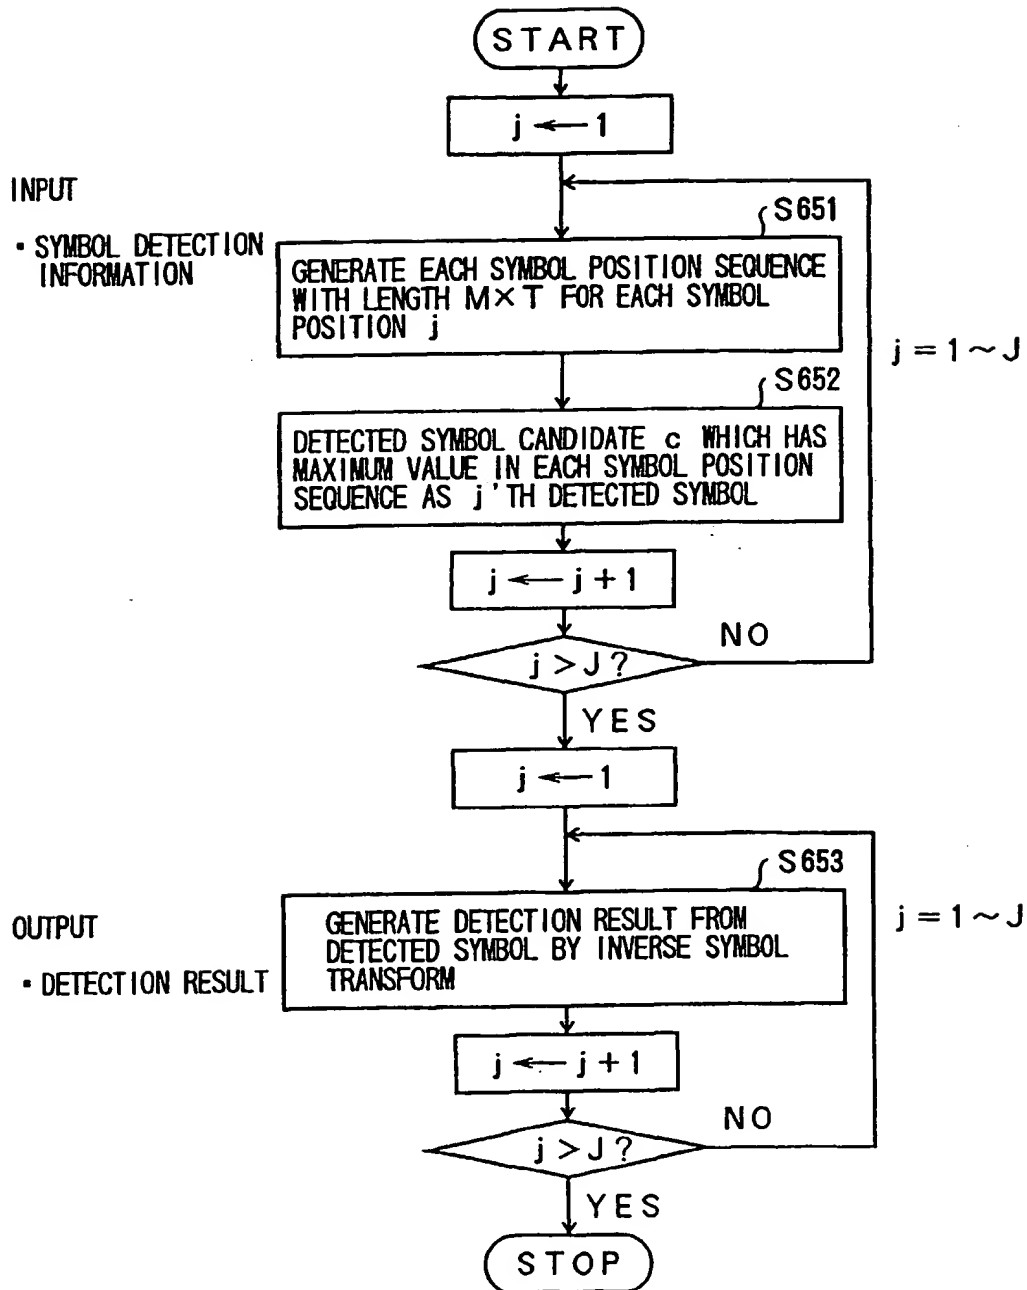 START
j ← 1
INPUT
S651
▪ SYMBOL DETECTION
INFORMATION
GENERATE EACH SYMBOL POSITION SEQUENCE
WITH LENGTH M×T FOR EACH SYMBOL
POSITION j
j = 1 ~ J
S652
DETECTED SYMBOL CANDIDATE c WHICH HAS
MAXIMUM VALUE IN EACH SYMBOL POSITION
SEQUENCE AS j'TH DETECTED SYMBOL
j ← j + 1
NO
j > J ?
YES
j ← 1
S653
OUTPUT
GENERATE DETECTION RESULT FROM
DETECTED SYMBOL BY INVERSE SYMBOL
TRANSFORM
j = 1 ~ J
▪ DETECTION RESULT
j ← j + 1
NO
j > J ?
YES
STOP